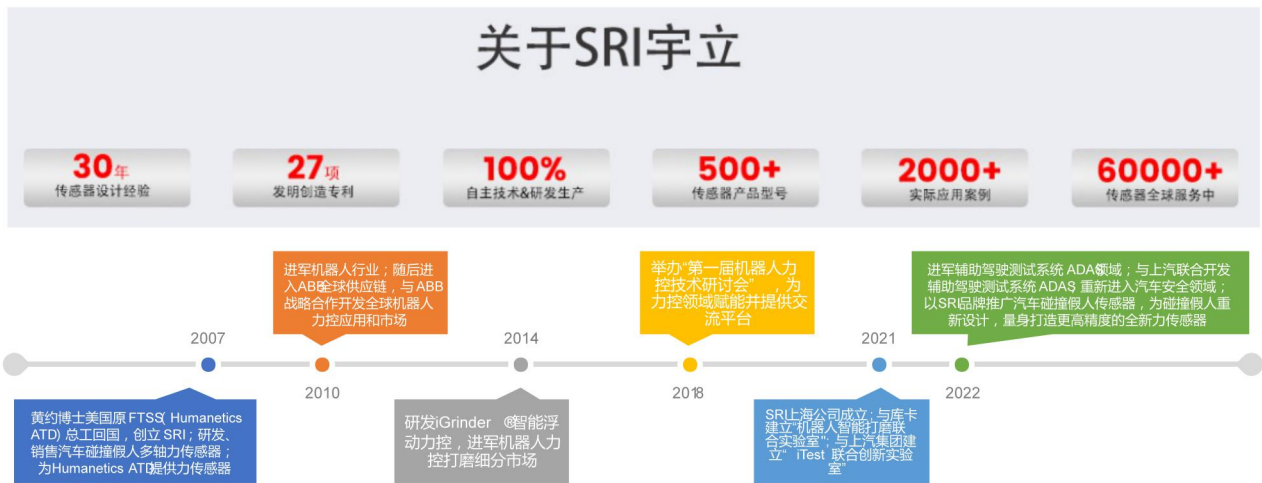 关于SRI宇立
30年
传感器设计经验
27项
发明创造专利
100%
自主技术&研发生产
500+
传感器产品型号
2000+
实际应用案例
60000+
传感器全球服务中
进军机器人行业；随后进
入ABB全球供应链，与ABB
战略合作开发全球机器人
力控应用和市场
举办“第一届机器人力
控技术研讨会”，为
力控领域赋能并提供交
流平台
进军辅助驾驶测试系统 ADAS领域；与上汽联合开发
辅助驾驶测试系统 ADAS；重新进入汽车安全领域；
以SRI品牌推广汽车碰撞假人传感器，为碰撞假人重
新设计，量身打造更高精度的全新力传感器
2007
2014
2021
2010
2018
2022
黄约博士美国原 FTSS（ Humanetics
ATD）总工回国，创立 SRI；研发、
销售汽车碰撞假人多轴力传感器；
为Humanetics ATD提供力传感器
研发iGrinder ®智能浮
动力控，进军机器人力
控打磨细分市场
SRI上海公司成立；与库卡
建立“机器人智能打磨联
合实验室”；与上汽集团建
立“ iTest 联合创新实验
室”